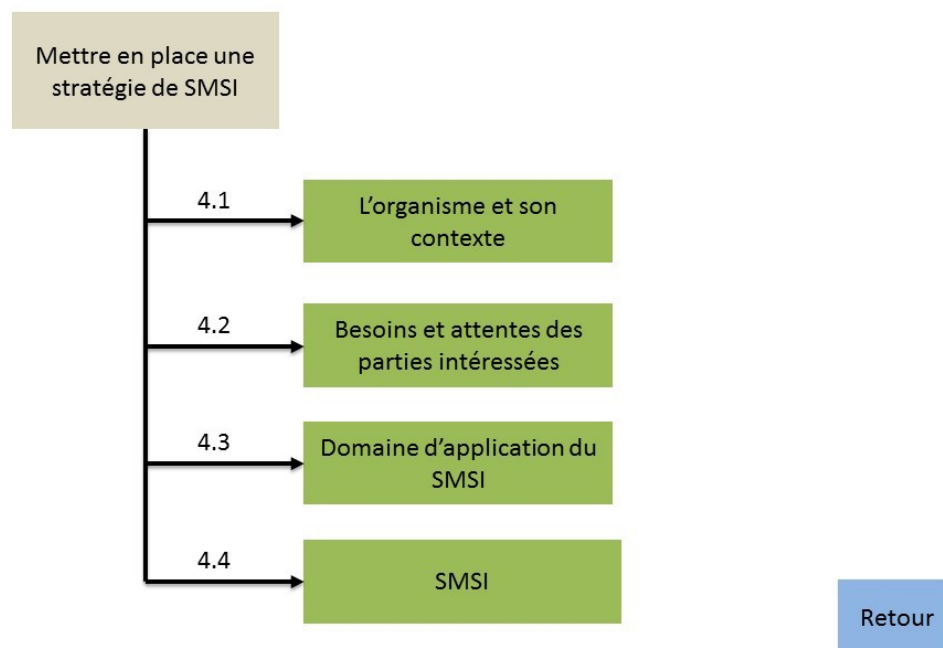 Mettre en place une
stratégie de SMSI
4.1
L’organisme et son
contexte
4.2
Besoins et attentes des
parties intéressées
4.3
Domaine d’application du
SMSI
4.4
SMSI
Retour